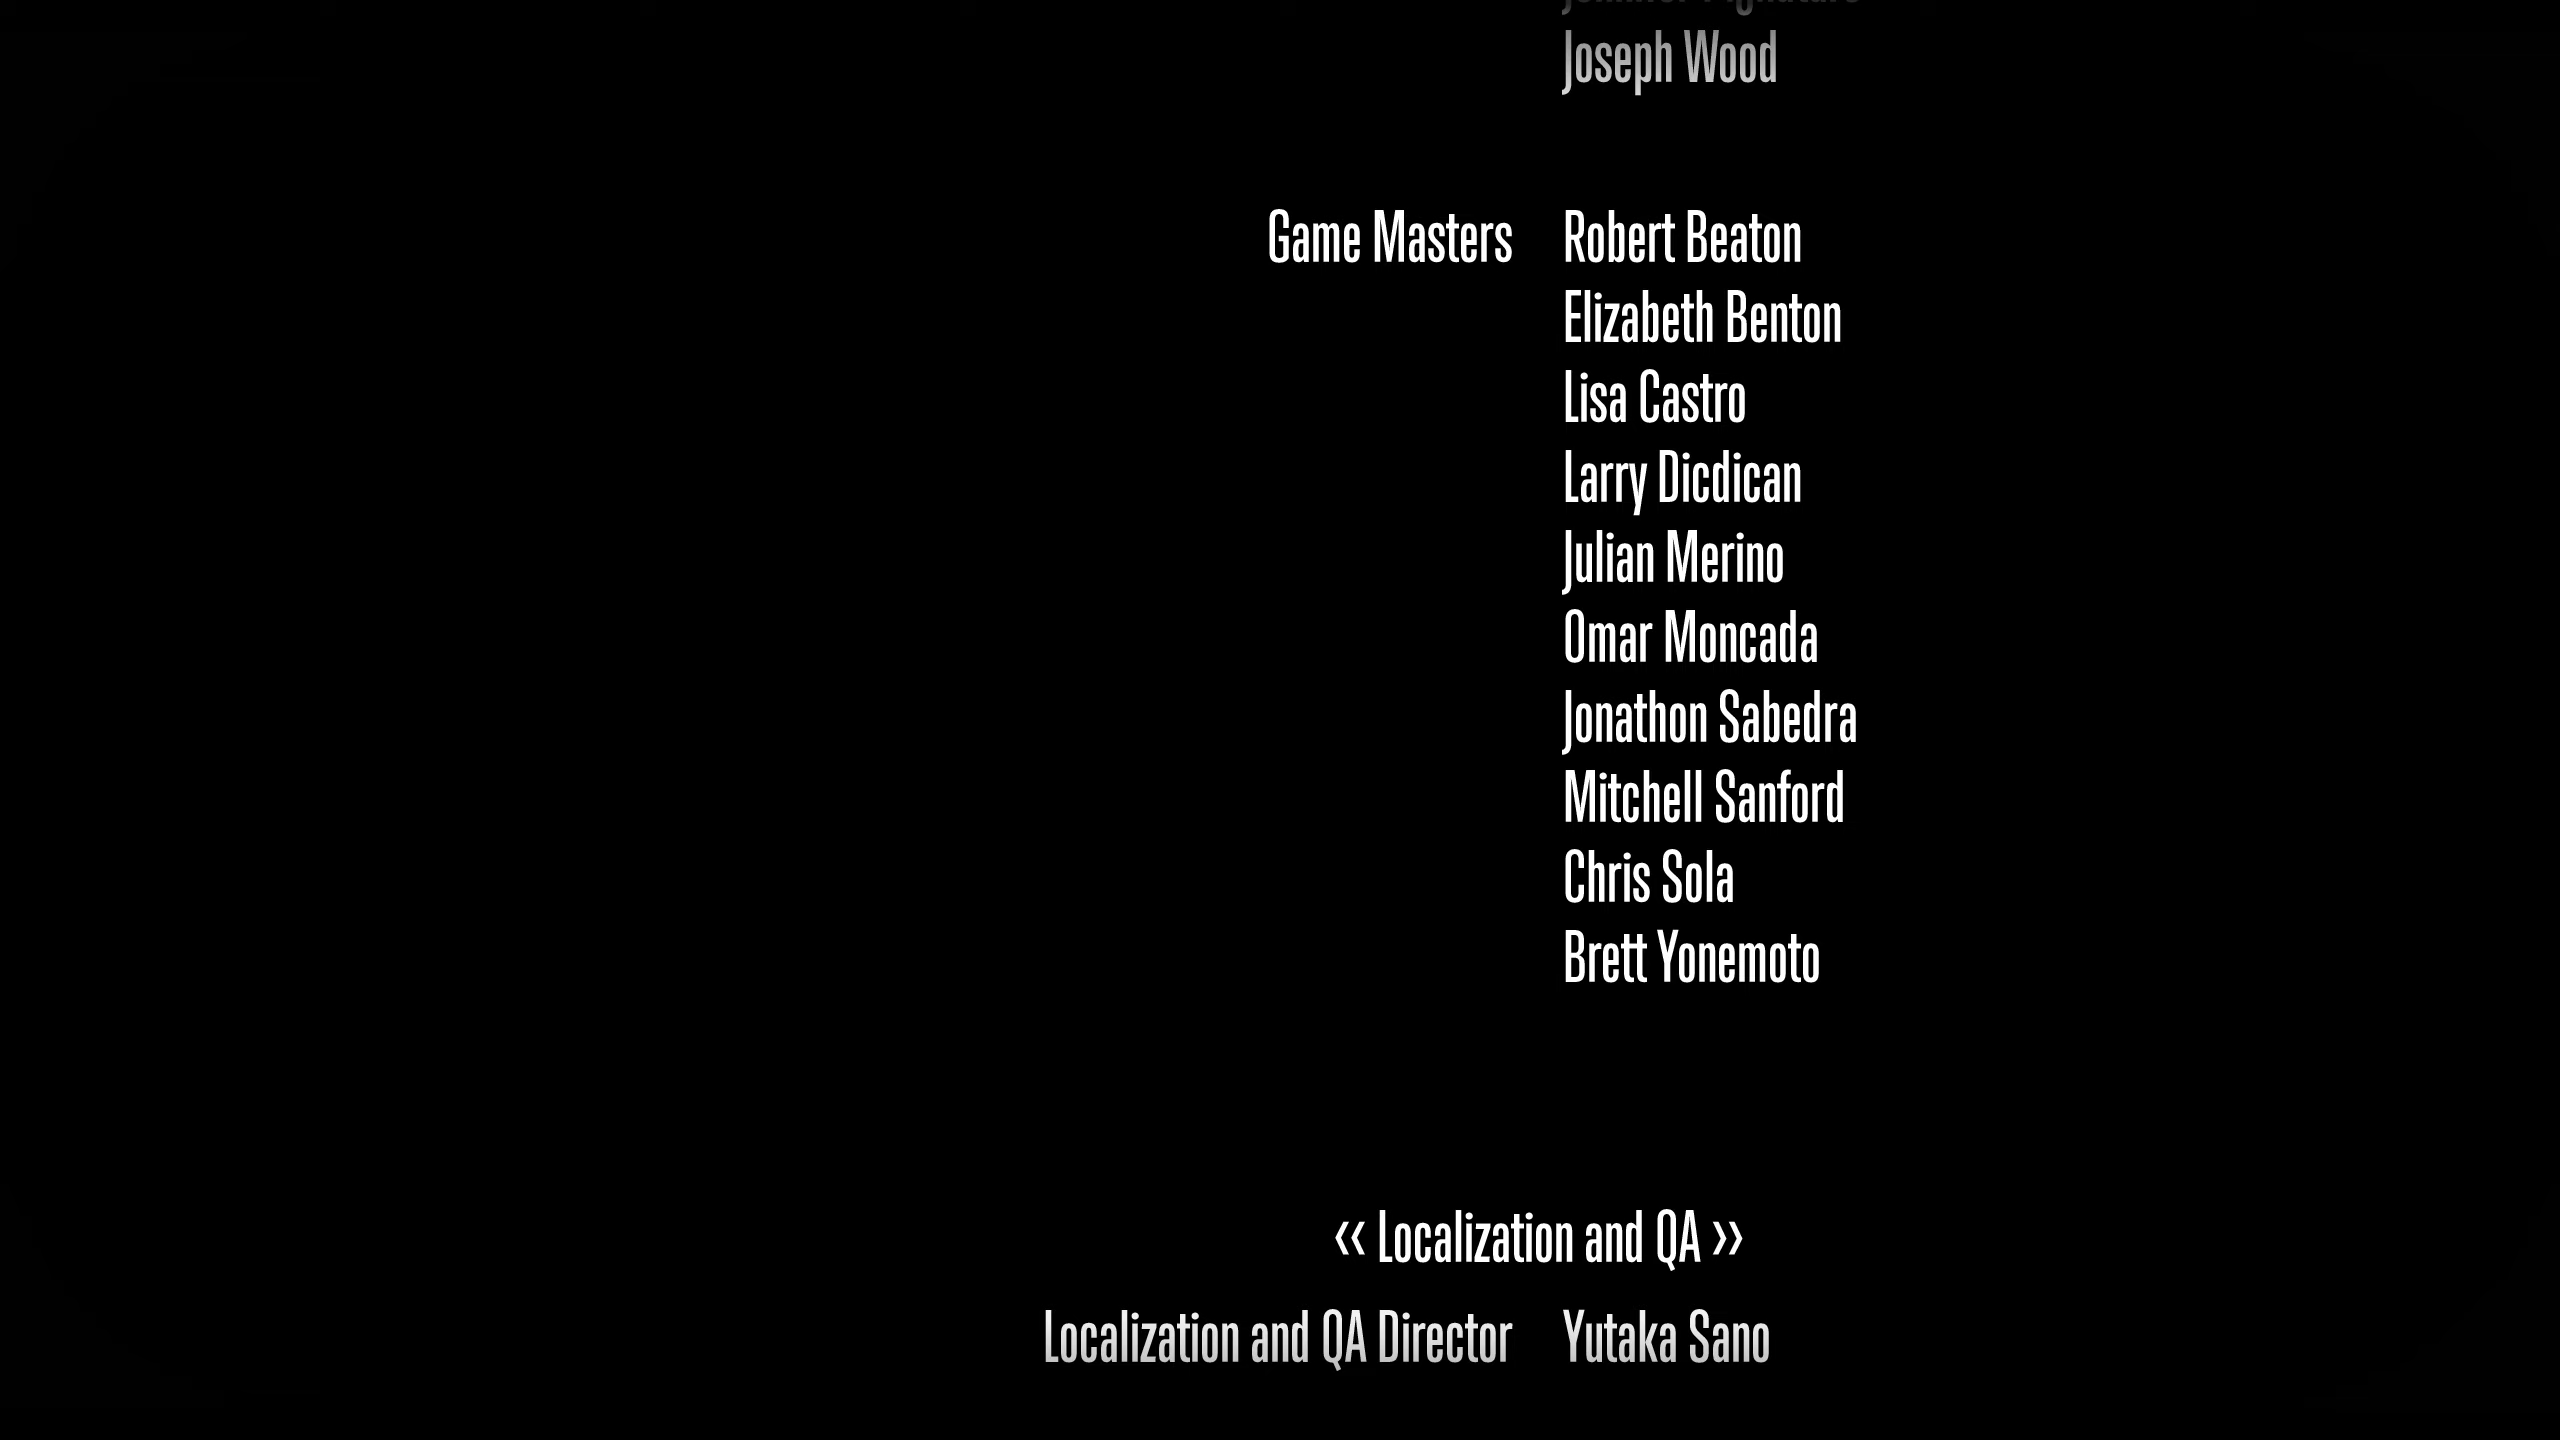 Joseph Wood
Game Masters Robert Beaton
Elizabeth Benton
Lisa Castro
Larry Dicdican
Julian Merino
Omar Moncada
Jonathon Sabedra
Mitchell Sanford
Chris Sola
Brett Yonemoto
‹‹ Localization and QA ››
Localization and QA Director Yutaka Sano